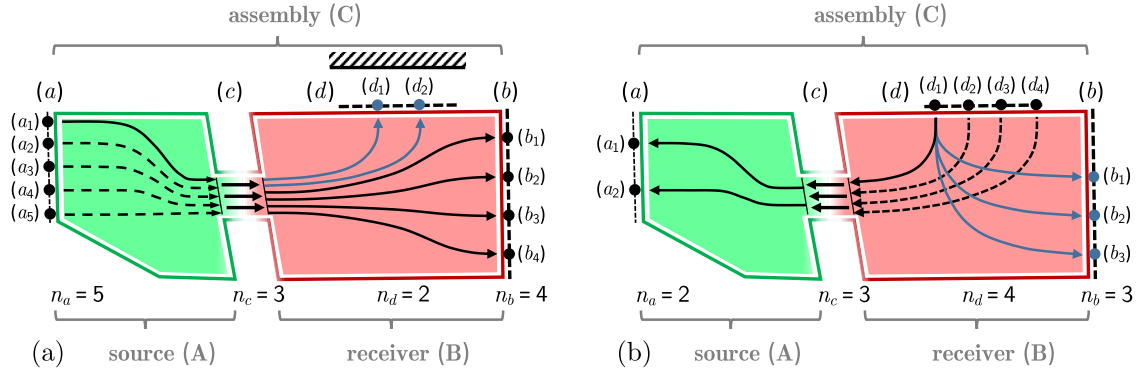 assembly (C)
(a) (c) (d) (d1) (d2) (b)
(a1)
(a2)
(a3)
(a4)
(a5)
(b1)
(b2)
(b3)
(b4)
na = 5 nc = 3 nd = 2 nb = 4
(a) source (A) receiver (B)
assembly (C)
(a) (c) (d) (d1) (d2) (d3) (d4) (b)
(a1)
(a2)
(b1)
(b2)
(b3)
na = 2 nc = 3 nd = 4 nb = 3
(b) source (A) receiver (B)